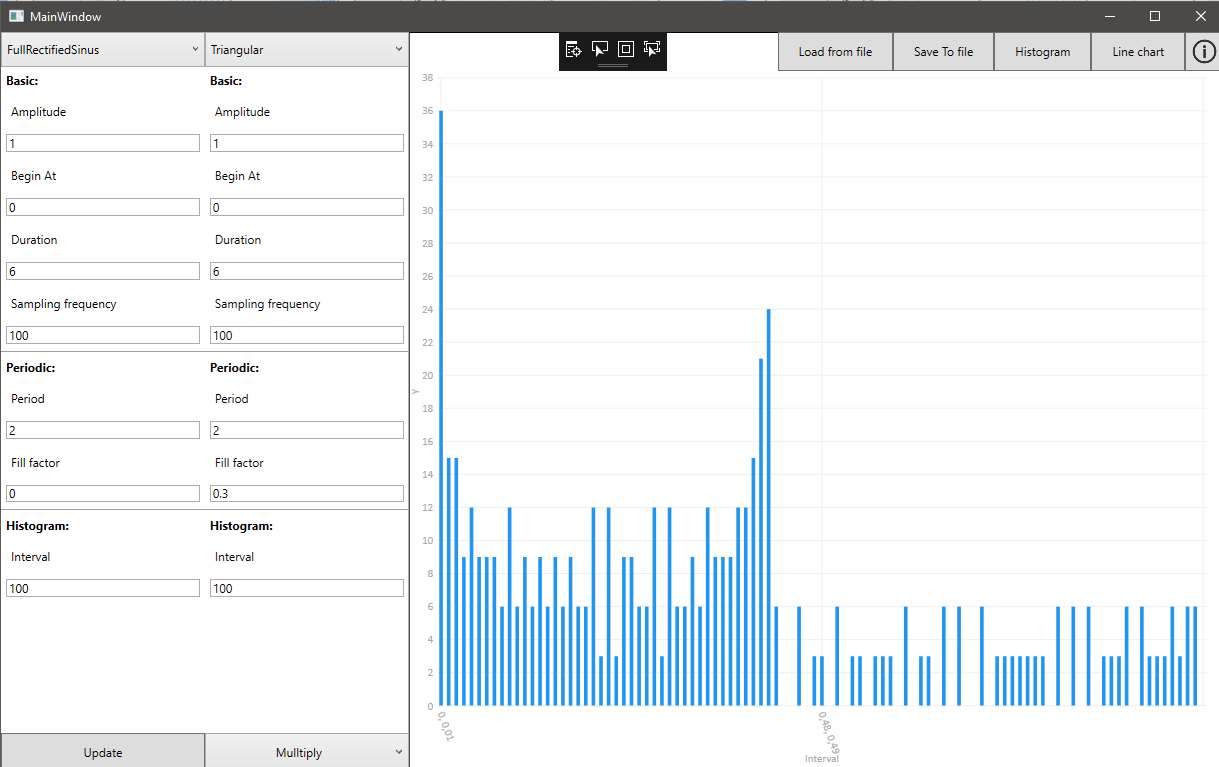 MainWindow
FullRectifiedSinus Triangular Load from file Save To file Histogram Line chart
Basic: Basic:
Amplitude Amplitude
1 1
Begin At Begin At
0 0
Duration Duration
6 6
Sampling frequency Sampling frequency
100 100
Periodic: Periodic:
Period Period
2 2
Fill factor Fill factor
0 0.3
Histogram: Histogram:
Interval Interval
100 100
Update Mulltiply
38
36
34
32
30
28
26
24
22
20
Y
18
16
14
12
10
8
6
4
2
0
0, 0,01 0,48, 0,49
Interval